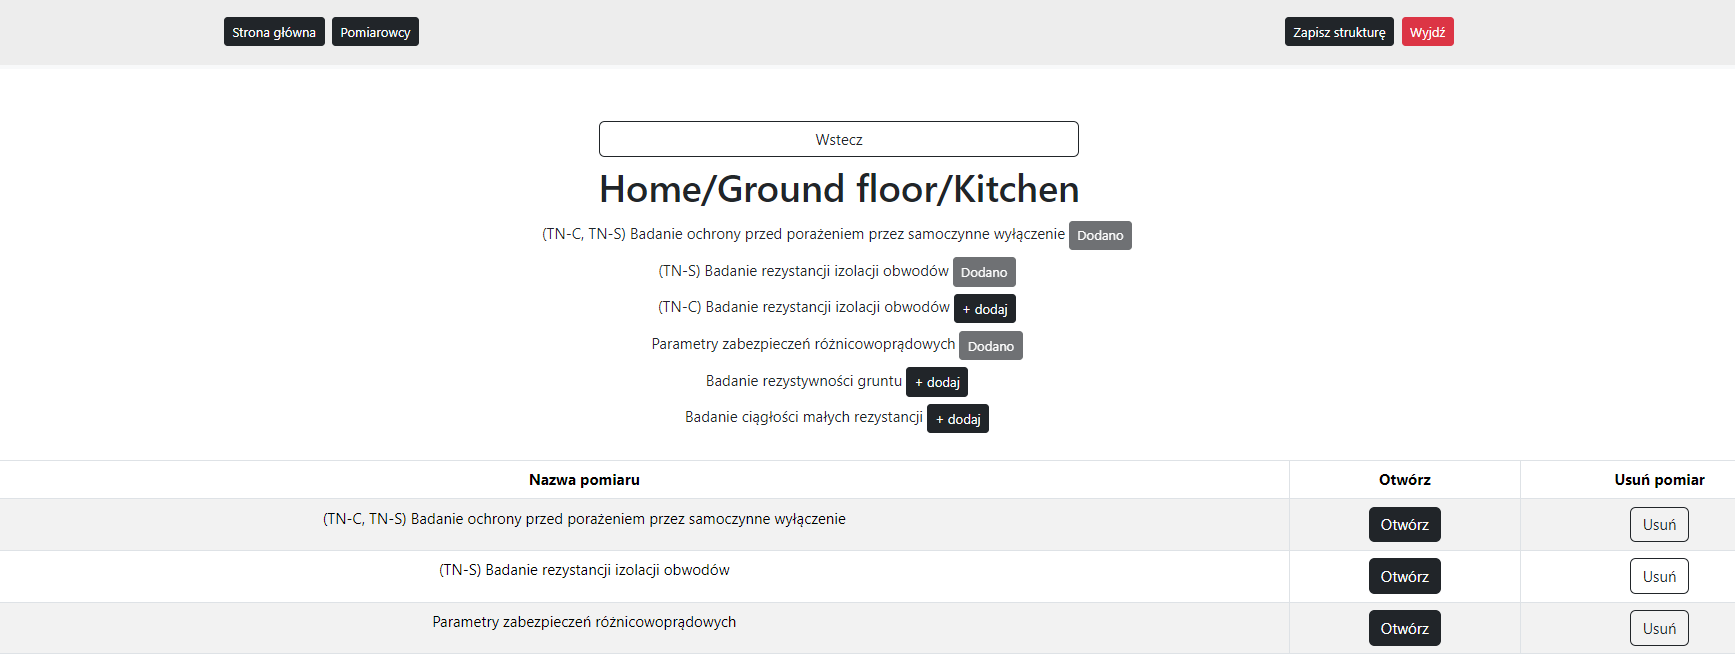 Strona główna Pomiarowcy Zapisz strukturę Wyjdź
Wstecz
Home/Ground floor/Kitchen
(TN-C, TN-S) Badanie ochrony przed porażeniem przez samoczynne wyłączenie Dodano
(TN-S) Badanie rezystancji izolacji obwodów Dodano
(TN-C) Badanie rezystancji izolacji obwodów + dodaj
Parametry zabezpieczeń różnicowoprądowych Dodano
Badanie rezystywności gruntu + dodaj
Badanie ciągłości małych rezystancji + dodaj
Nazwa pomiaru Otwórz Usuń pomiar
(TN-C, TN-S) Badanie ochrony przed porażeniem przez samoczynne wyłączenie Otwórz Usuń
(TN-S) Badanie rezystancji izolacji obwodów Otwórz Usuń
Parametry zabezpieczeń różnicowoprądowych Otwórz Usuń